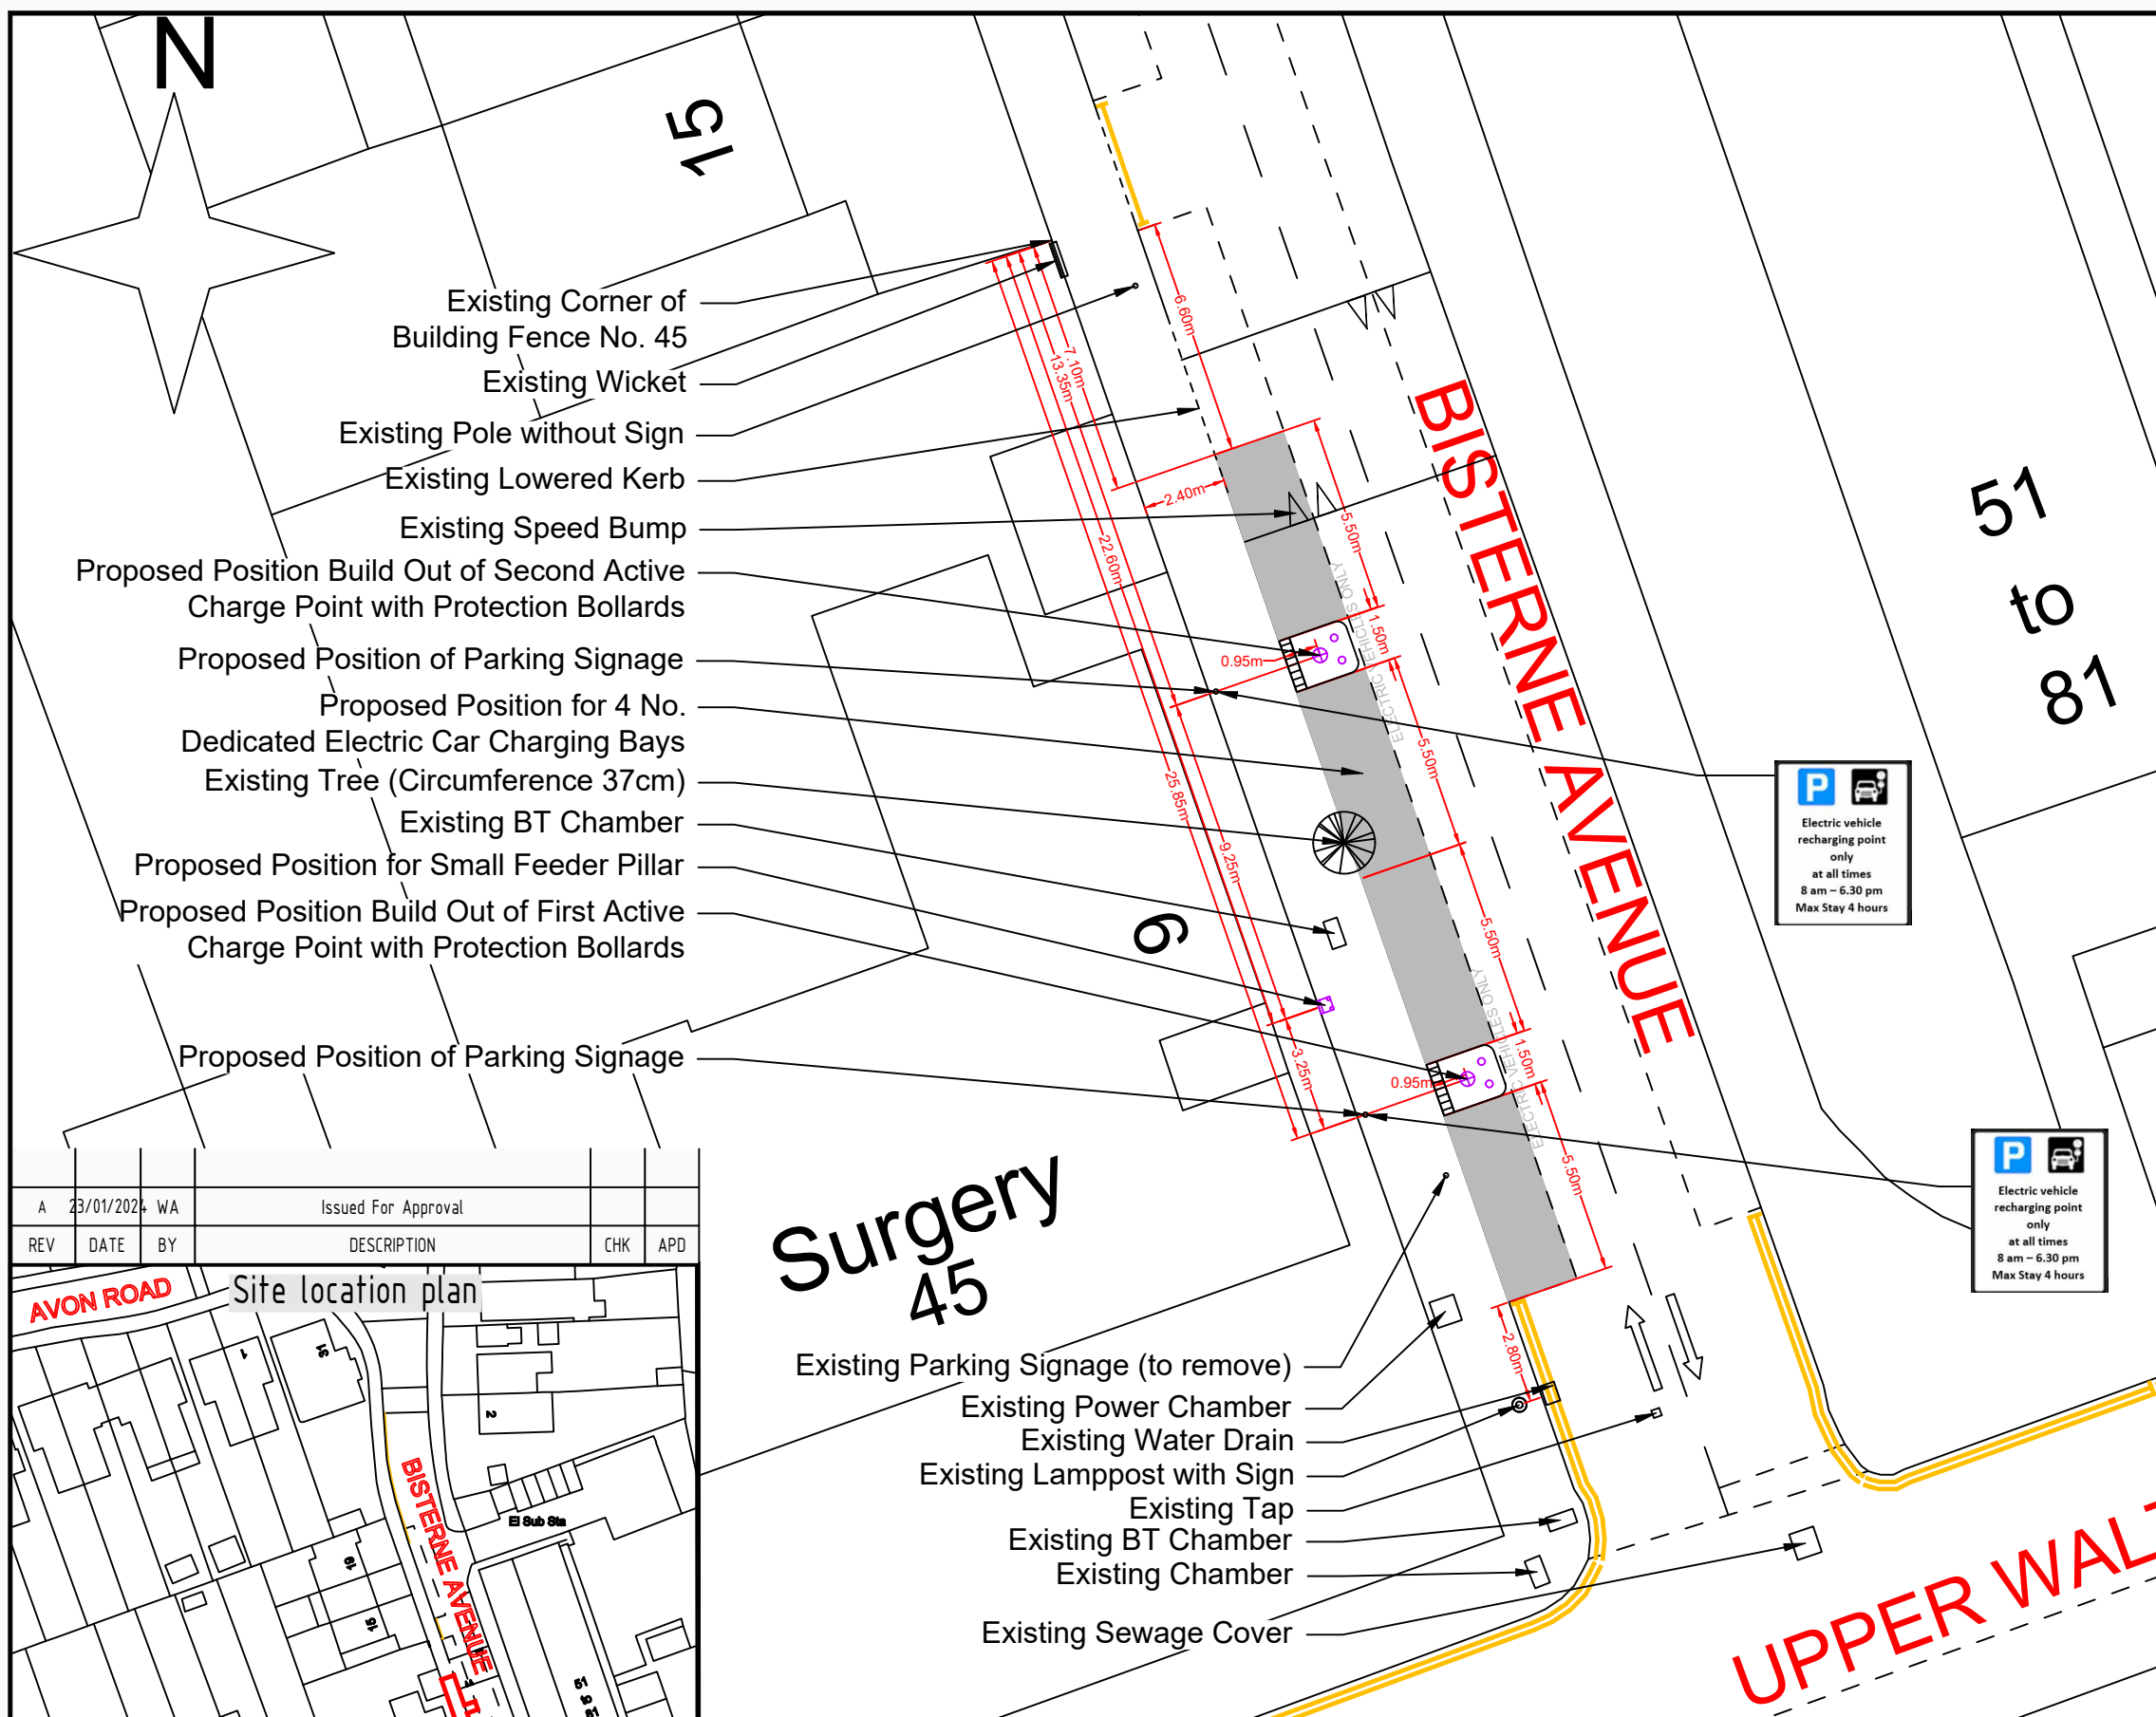 N
15
Existing Corner of
Building Fence No. 45
Existing Wicket
Existing Pole without Sign
Existing Lowered Kerb
Existing Speed Bump
Proposed Position Build Out of Second Active
Charge Point with Protection Bollards
Proposed Position of Parking Signage
Proposed Position for 4 No.
Dedicated Electric Car Charging Bays
Existing Tree (Circumference 37cm)
Existing BT Chamber
Proposed Position for Small Feeder Pillar
Proposed Position Build Out of First Active
Charge Point with Protection Bollards
Proposed Position of Parking Signage
6.60m
7.10m
13.35m
2.40m
22.60m
5.50m
1.50m
0.95m
5.50m
25.85m
9.25m
5.50m
1.50m
0.95m
3.25m
5.50m
2.80m
ELECTRIC VEHICLES ONLY
ELECTRIC VEHICLES ONLY
BISTERNE AVENUE
51
to
81
9
P
Electric vehicle
recharging point
only
at all times
8 am – 6.30 pm
Max Stay 4 hours
P
Electric vehicle
recharging point
only
at all times
8 am – 6.30 pm
Max Stay 4 hours
Surgery
45
Existing Parking Signage (to remove)
Existing Power Chamber
Existing Water Drain
Existing Lamppost with Sign
Existing Tap
Existing BT Chamber
Existing Chamber
Existing Sewage Cover
UPPER WAL
A 23/01/2024 WA Issued For Approval
REV DATE BY DESCRIPTION CHK APD
Site location plan
AVON ROAD
1
31
2
BISTERNE AVENUE
El Sub Sta
19
15
51